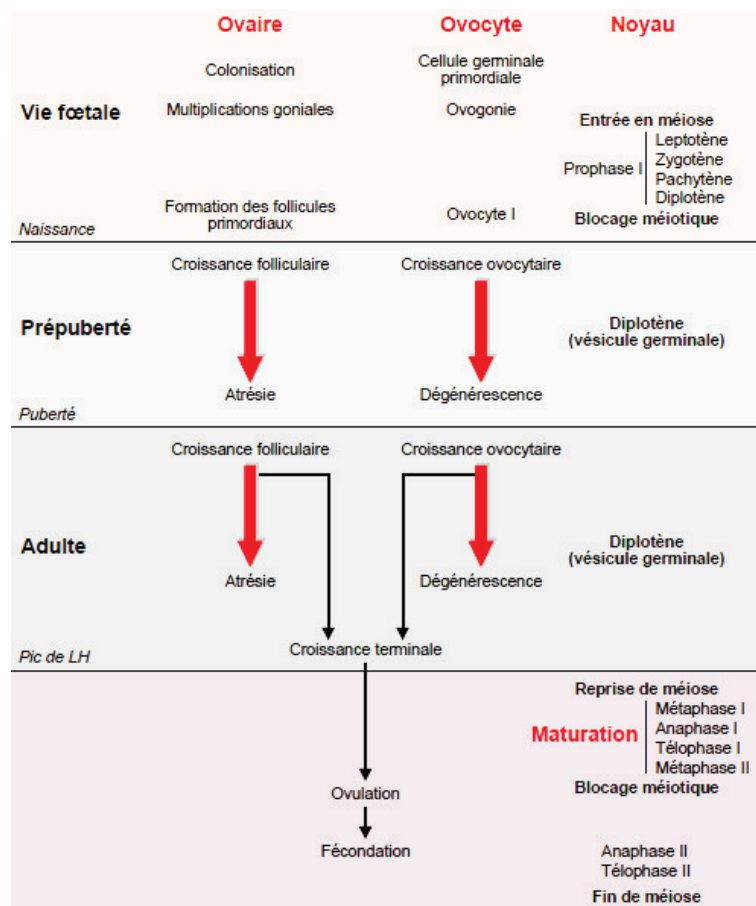 Ovaire Ovocyte Noyau
Colonisation
Cellule germinale
primordiale
Vie fœtale
Multiplications goniales
Ovogonie
Entrée en méiose
Prophase I
Leptotène
Zygotène
Pachytène
Diplotène
Formation des follicules
primordiaux
Ovocyte I
Blocage méiotique
Naissance
Croissance folliculaire
Croissance ovocytaire
Prépuberté
Diplotène
(vésicule germinale)
Atrésie
Dégénérescence
Puberté
Croissance folliculaire
Croissance ovocytaire
Adulte
Diplotène
(vésicule germinale)
Atrésie
Dégénérescence
Croissance terminale
Pic de LH
Reprise de méiose
Maturation
Métaphase I
Anaphase I
Télophase I
Métaphase II
Blocage méiotique
Ovulation
Fécondation
Anaphase II
Télophase II
Fin de méiose